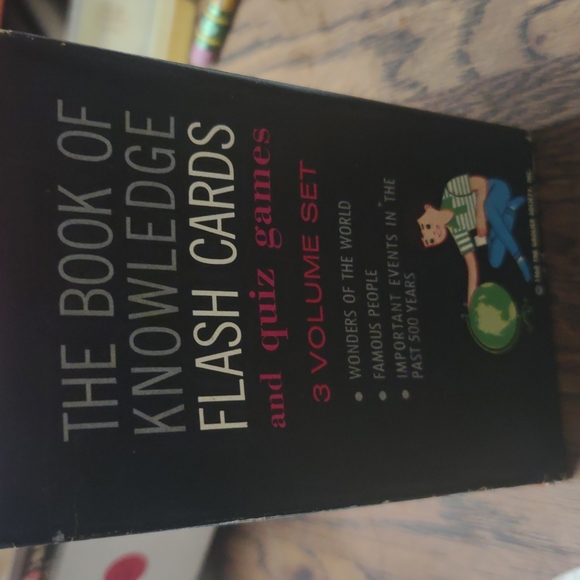 THE BOOK OF
KNOWLEDGE
FLASH CARDS
and quiz games
3 VOLUME SET
• WONDERS OF THE WORLD
• FAMOUS PEOPLE
• IMPORTANT EVENTS IN THE
PAST 500 YEARS